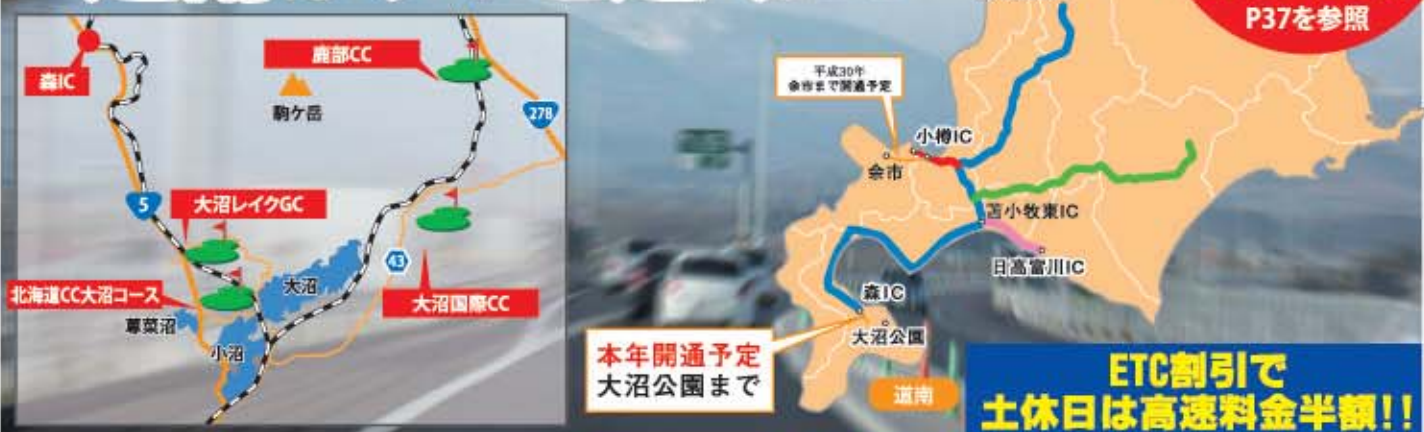 P37を参照
森IC
鹿部CC
駒ケ岳
278
5
大沼レイクGC
43
大沼
大沼国際CC
北海道CC大沼コース
蓴菜沼
小沼
平成30年
余市まで開通予定
小樽IC
余市
苫小牧東IC
日高富川IC
森IC
大沼公園
本年開通予定
大沼公園まで
道南
ETC割引で
土休日は高速料金半額!!